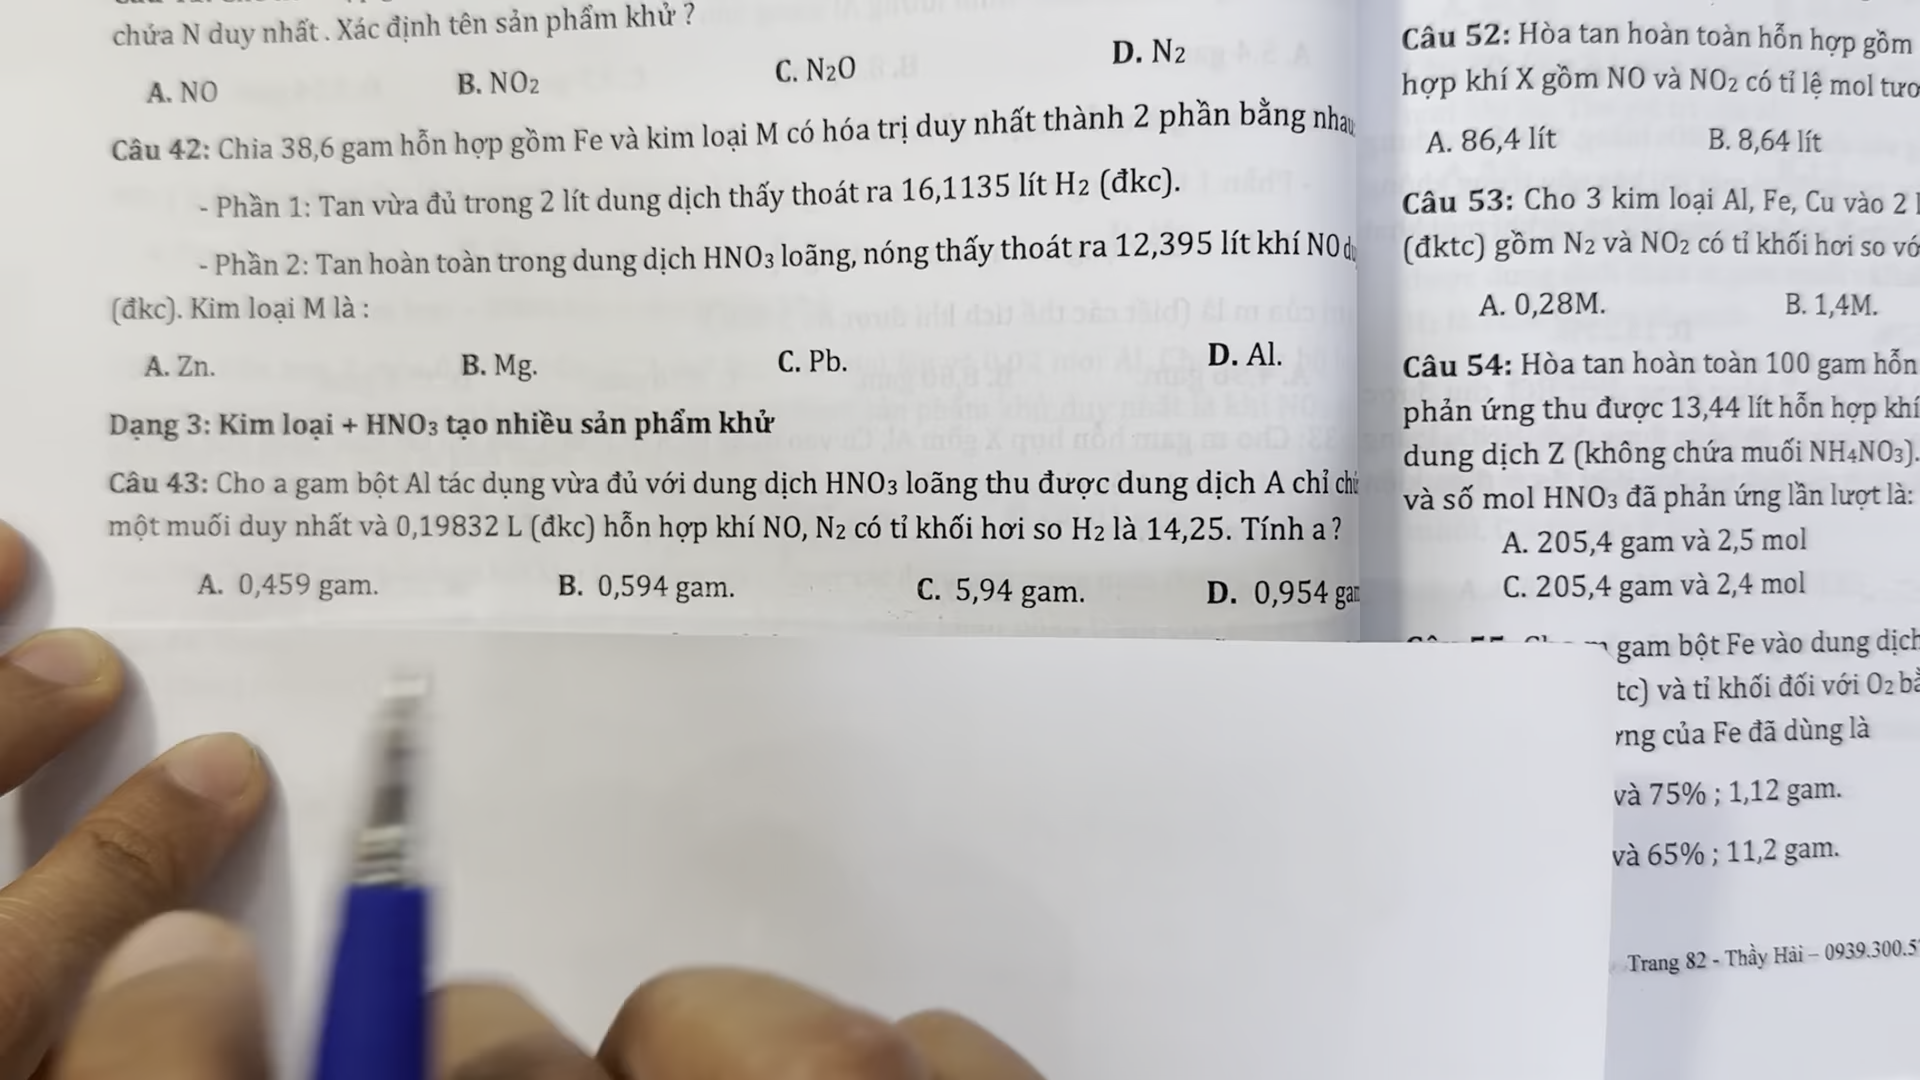 chứa N duy nhất . Xác định tên sản phẩm khử ?
A. NO B. NO2 C. N2O D. N2
Câu 42: Chia 38,6 gam hỗn hợp gồm Fe và kim loại M có hóa trị duy nhất thành 2 phần bằng nhau
- Phần 1: Tan vừa đủ trong 2 lít dung dịch thấy thoát ra 16,1135 lít H2 (đkc).
- Phần 2: Tan hoàn toàn trong dung dịch HNO3 loãng, nóng thấy thoát ra 12,395 lít khí NO
(đkc). Kim loại M là :
A. Zn. B. Mg. C. Pb. D. Al.
Dạng 3: Kim loại + HNO3 tạo nhiều sản phẩm khử
Câu 43: Cho a gam bột Al tác dụng vừa đủ với dung dịch HNO3 loãng thu được dung dịch A chỉ
một muối duy nhất và 0,19832 L (đkc) hỗn hợp khí NO, N2 có tỉ khối hơi so H2 là 14,25. Tính a ?
A. 0,459 gam. B. 0,594 gam. C. 5,94 gam. D. 0,954
Câu 52: Hòa tan hoàn toàn hỗn hợp gồm
hợp khí X gồm NO và NO2 có tỉ lệ mol
A. 86,4 lít B. 8,64 lít
Câu 53: Cho 3 kim loại Al, Fe, Cu vào 2
(đktc) gồm N2 và NO2 có tỉ khối hơi so
A. 0,28M. B. 1,4M.
Câu 54: Hòa tan hoàn toàn 100 gam hỗn
phản ứng thu được 13,44 lít hỗn hợp khí
dung dịch Z (không chứa muối NH4NO3).
và số mol HNO3 đã phản ứng lần lượt là:
A. 205,4 gam và 2,5 mol
C. 205,4 gam và 2,4 mol
gam bột Fe vào dung dịch
tc) và tỉ khối đối với O2
của Fe đã dùng là
và 75% ; 1,12 gam.
và 65% ; 11,2 gam.
Trang 82 - Thầy Hải – 0939.300.5